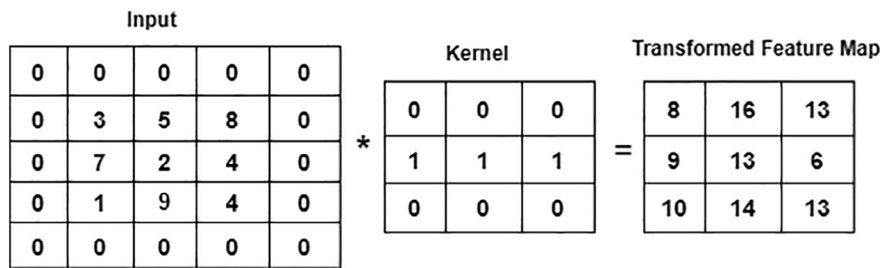 Input
Kernel
Transformed Feature Map
0 0 0 0 0
0 3 5 8 0
0 7 2 4 0
0 1 9 4 0
0 0 0 0 0
*
0 0 0
1 1 1
0 0 0
=
8 16 13
9 13 6
10 14 13